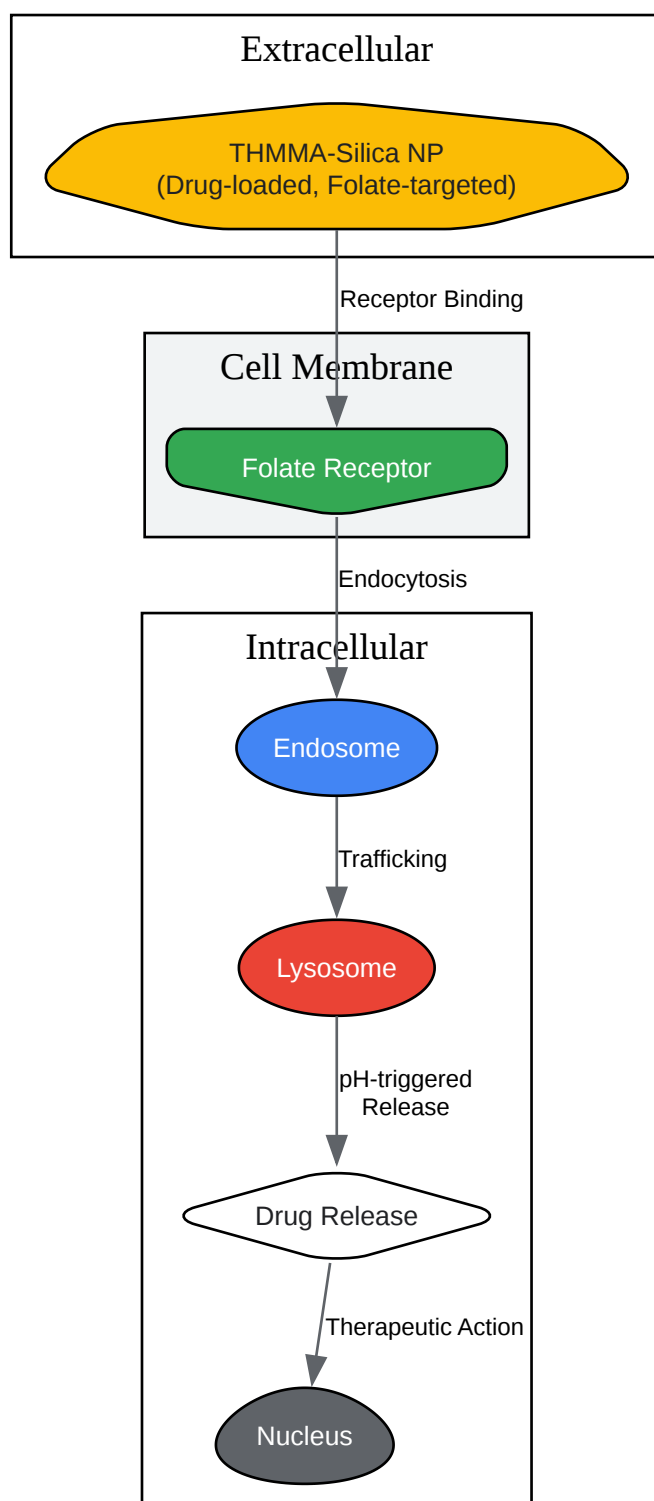 Extracellular
THMMA-Silica NP
(Drug-loaded, Folate-targeted)
Receptor Binding
Cell Membrane
Folate Receptor
Endocytosis
Intracellular
Endosome
Trafficking
Lysosome
pH-triggered
Release
Drug Release
Therapeutic Action
Nucleus